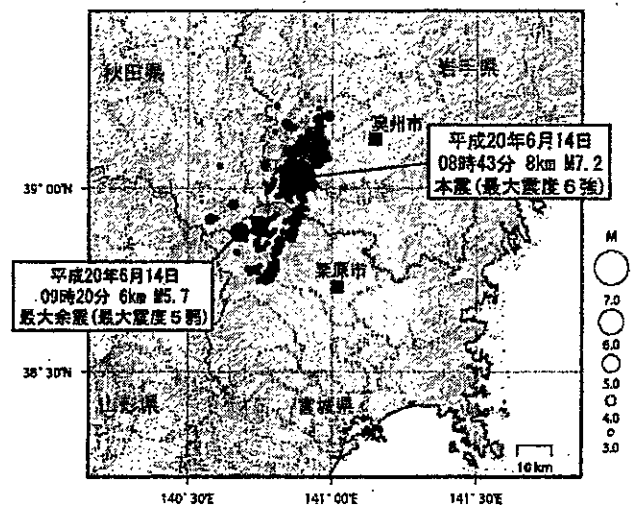 秋田県
岩手県
奥州市
平成20年6月14日
08時43分 8km M7.2
本震(最大震度6強)
39° 00'N
平成20年6月14日
09時20分 6km M5.7
最大余震(最大震度5弱)
栗原市
M
7.0
6.0
5.0
4.0
3.0
38° 30'N
山形県
宮城県
10km
140° 30'E
141° 00'E
141° 30'E